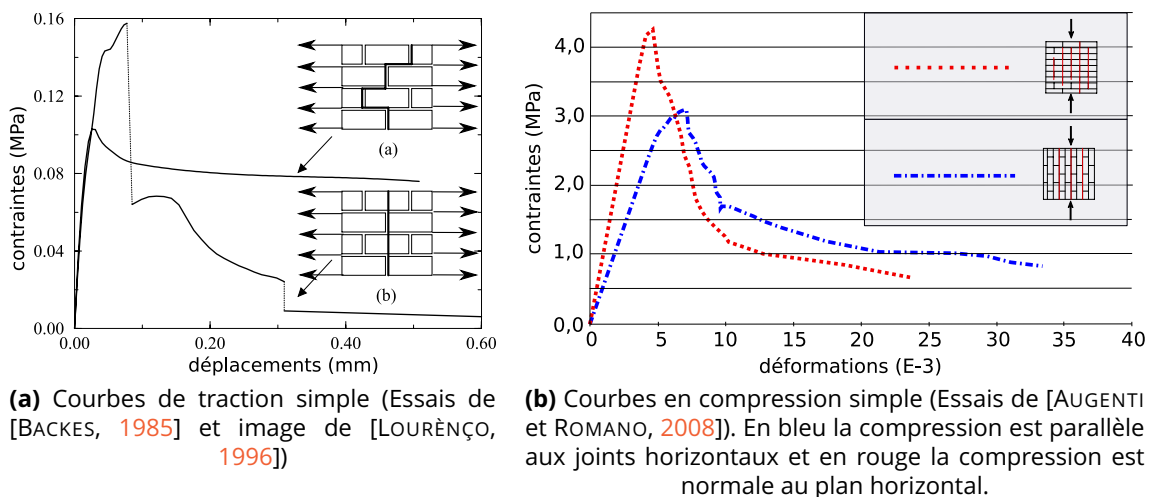 0.16
0.12
0.08
0.04
0.00
contraintes (MPa)
(a)
(b)
0.00 0.20 0.40 0.60
déplacements (mm)
(a) Courbes de traction simple (Essais de
[BACKES, 1985] et image de [LOURÈNÇO,
1996])
4,0
3,0
2,0
1,0
0,0
contraintes (MPa)
0 5 10 15 20 25 30 35 40
déformations (E-3)
(b) Courbes en compression simple (Essais de [AUGENTI
et ROMANO, 2008]). En bleu la compression est parallèle
aux joints horizontaux et en rouge la compression est
normale au plan horizontal.